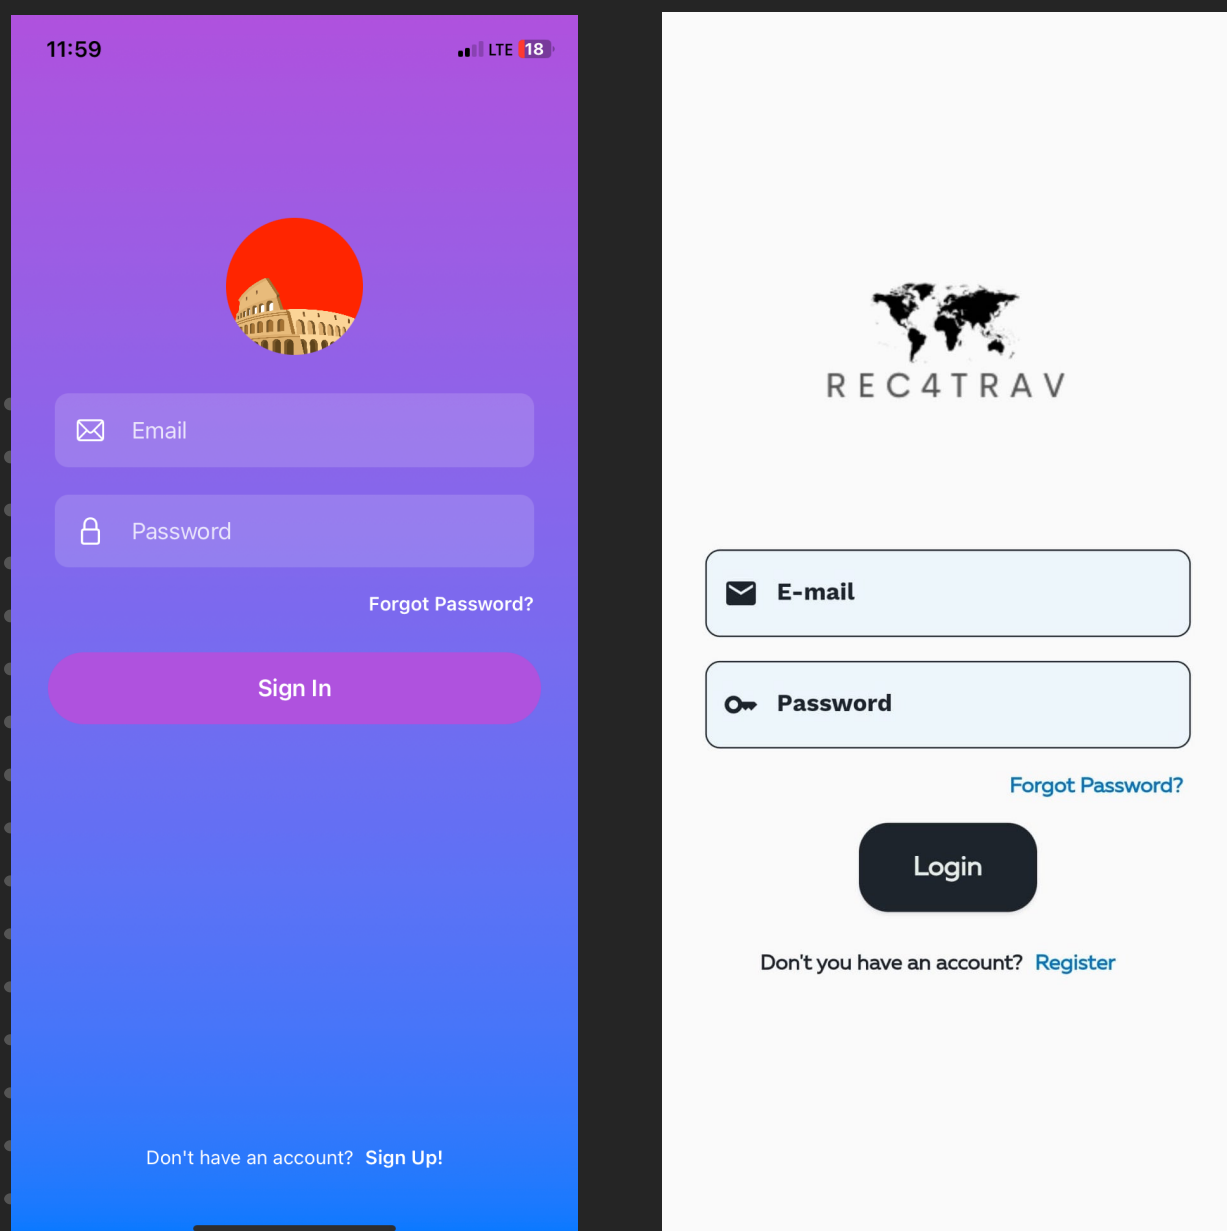 11:59
LTE 18
Email
Password
Forgot Password?
Sign In
Don't have an account? Sign Up!
REC4TRAV
E-mail
Password
Forgot Password?
Login
Don't you have an account? Register